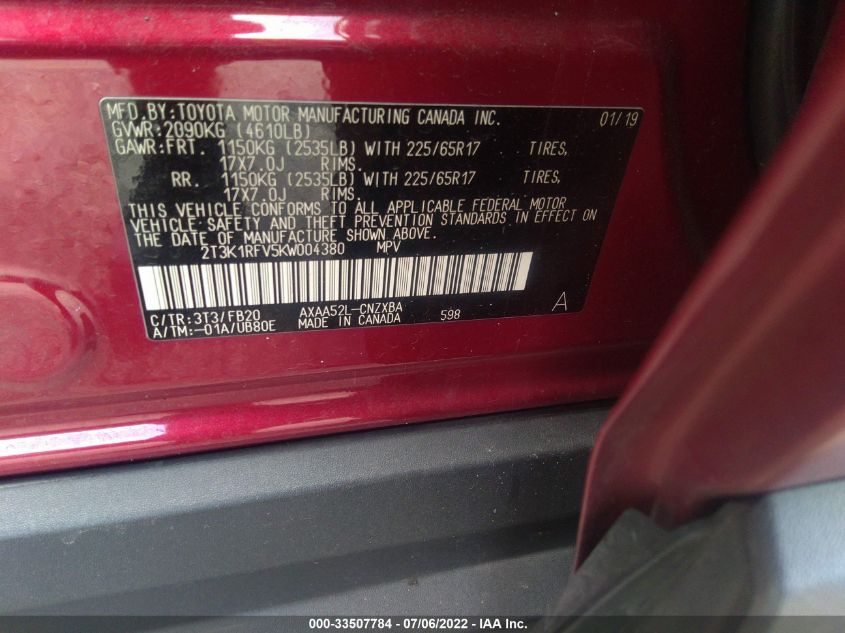 MFD.BY:TOYOTA MOTOR MANUFACTURING CANADA INC. 01/19
GVWR:2090KG (4610LB)
GAWR:FRT. 1150KG (2535LB) WITH 225/65R17 TIRES,
17X7.0J RIMS.
RR. 1150KG (2535LB) WITH 225/65R17 TIRES,
17X7.0J RIMS.
THIS VEHICLE CONFORMS TO ALL APPLICABLE FEDERAL MOTOR
VEHICLE SAFETY AND THEFT PREVENTION STANDARDS IN EFFECT ON
THE DATE OF MANUFACTURE SHOWN ABOVE.
2T3K1RFV5KW004380 MPV
C/TR:3T3/FB20 AXAA52L-CNZXBA 598 A
A/TM:-01A/UB80E MADE IN CANADA
000-33507784 - 07/06/2022 - IAA Inc.